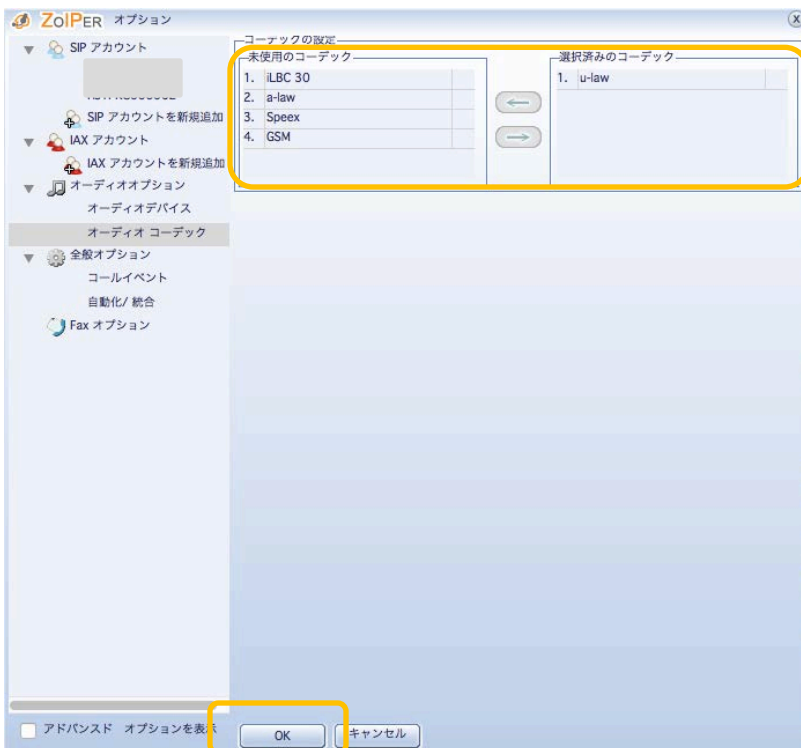 ZOIPER オプション
SIP アカウント
SIP アカウントを新規追加
IAX アカウント
IAX アカウントを新規追加
オーディオオプション
オーディオデバイス
オーディオ コーデック
全般オプション
コールイベント
自動化/ 統合
Fax オプション
コーデックの設定
未使用のコーデック
1. iLBC 30
2. a-law
3. Speex
4. GSM
選択済みのコーデック
1. u-law
アドバンスド オプションを表示
OK
キャンセル